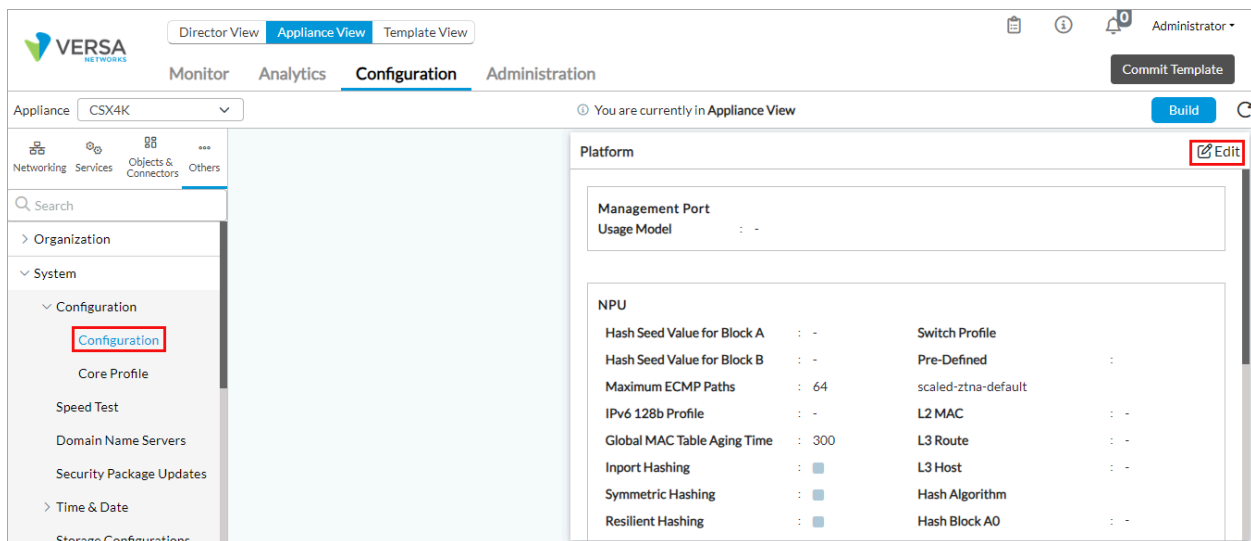 Director View Appliance View Template View
0
Administrator
VERSA
NETWORKS
Monitor Analytics Configuration Administration
Commit Template
Appliance CSX4K
You are currently in Appliance View
Build
Networking Services Objects & Connectors Others
Search
Organization
System
Configuration
Configuration
Core Profile
Speed Test
Domain Name Servers
Security Package Updates
Time & Date
Storage Configurations
Platform
Edit
Management Port
Usage Model : -
NPU
Hash Seed Value for Block A : - Switch Profile
Hash Seed Value for Block B : - Pre-Defined :
Maximum ECMP Paths : 64 scaled-ztna-default
IPv6 128b Profile : - L2 MAC : -
Global MAC Table Aging Time : 300 L3 Route : -
Inport Hashing : L3 Host : -
Symmetric Hashing : Hash Algorithm
Resilient Hashing : Hash Block A0 : -